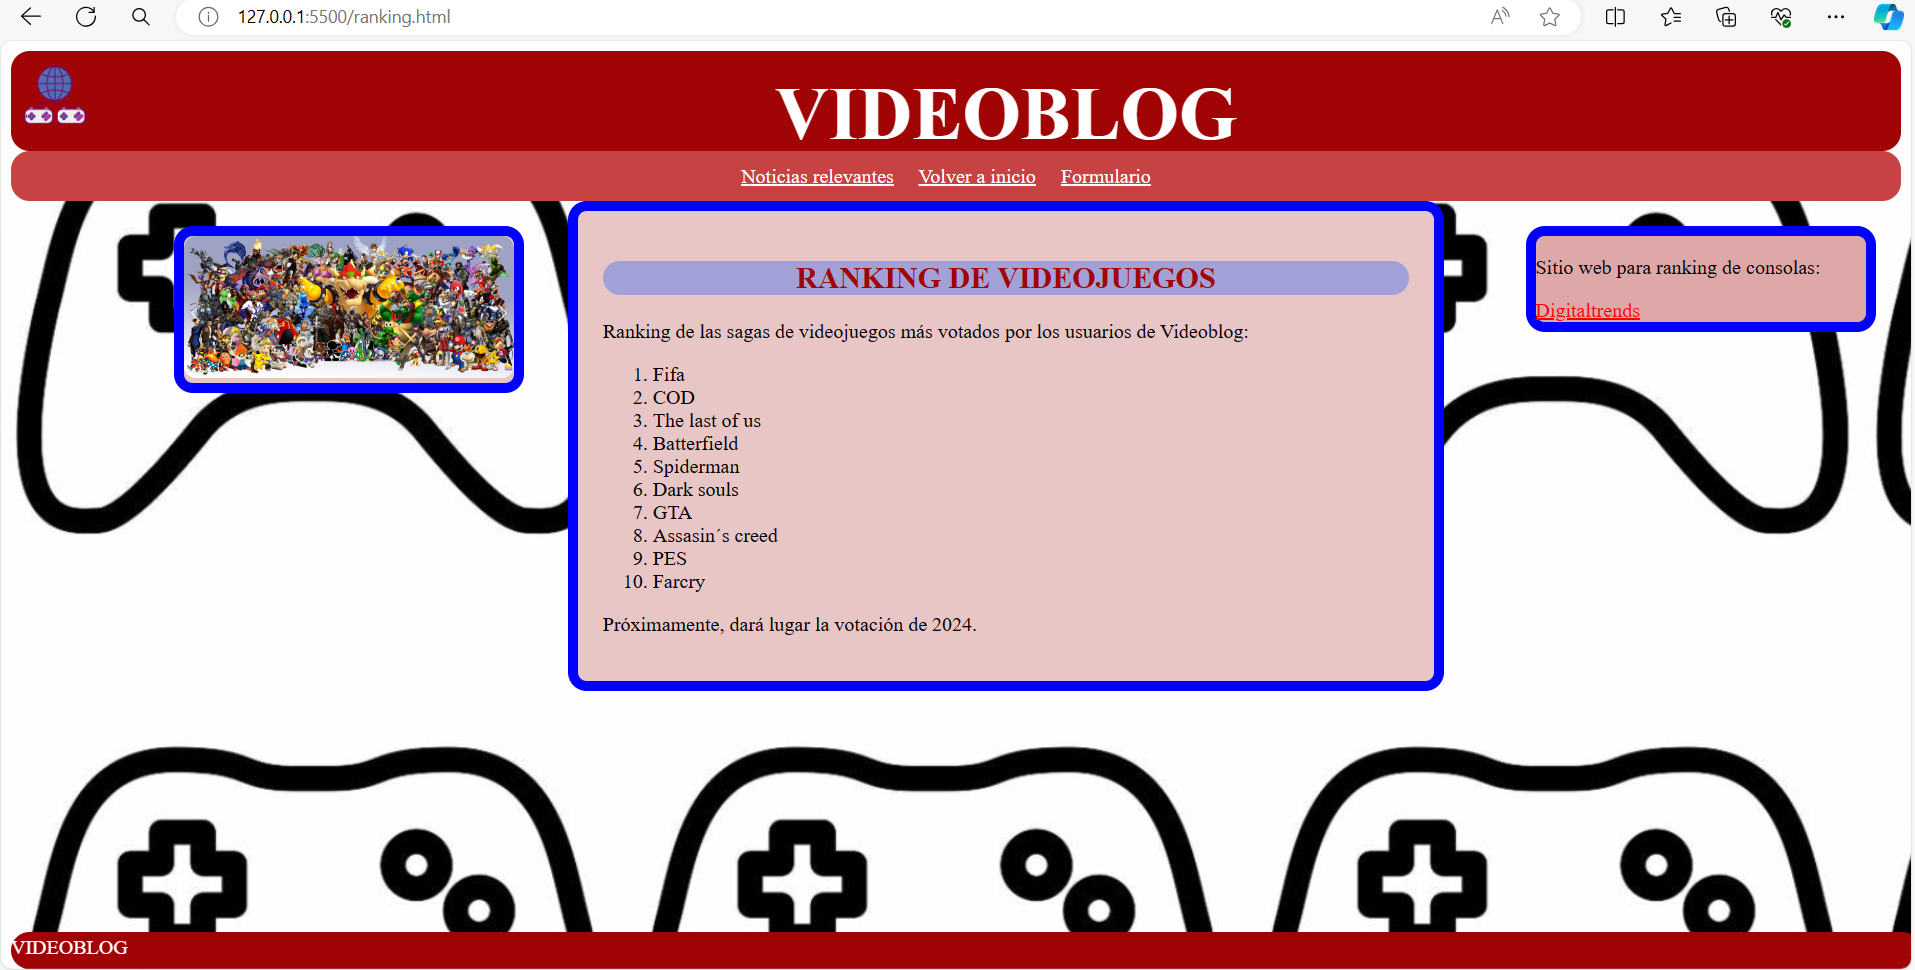 127.0.0.1:5500/ranking.html
VIDEOBLOG
Noticias relevantes Volver a inicio Formulario
RANKING DE VIDEOJUEGOS
Ranking de las sagas de videojuegos más votados por los usuarios de Videoblog:
1. Fifa
2. COD
3. The last of us
4. Batterfield
5. Spiderman
6. Dark souls
7. GTA
8. Assasin´s creed
9. PES
10. Farcry
Próximamente, dará lugar la votación de 2024.
Sitio web para ranking de consolas:
Digitaltrends
VIDEOBLOG